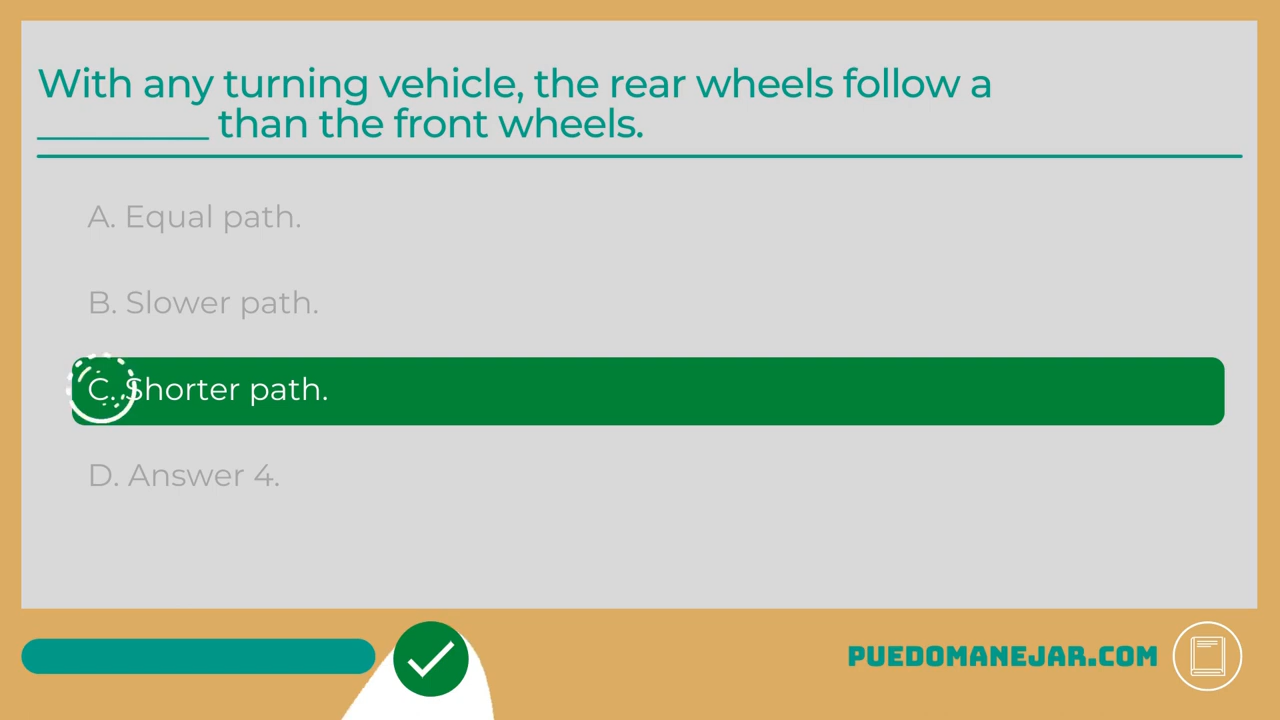 With any turning vehicle, the rear wheels follow a
_________ than the front wheels.
A. Equal path.
B. Slower path.
C. Shorter path.
D. Answer 4.
PUEDOMANEJAR.COM